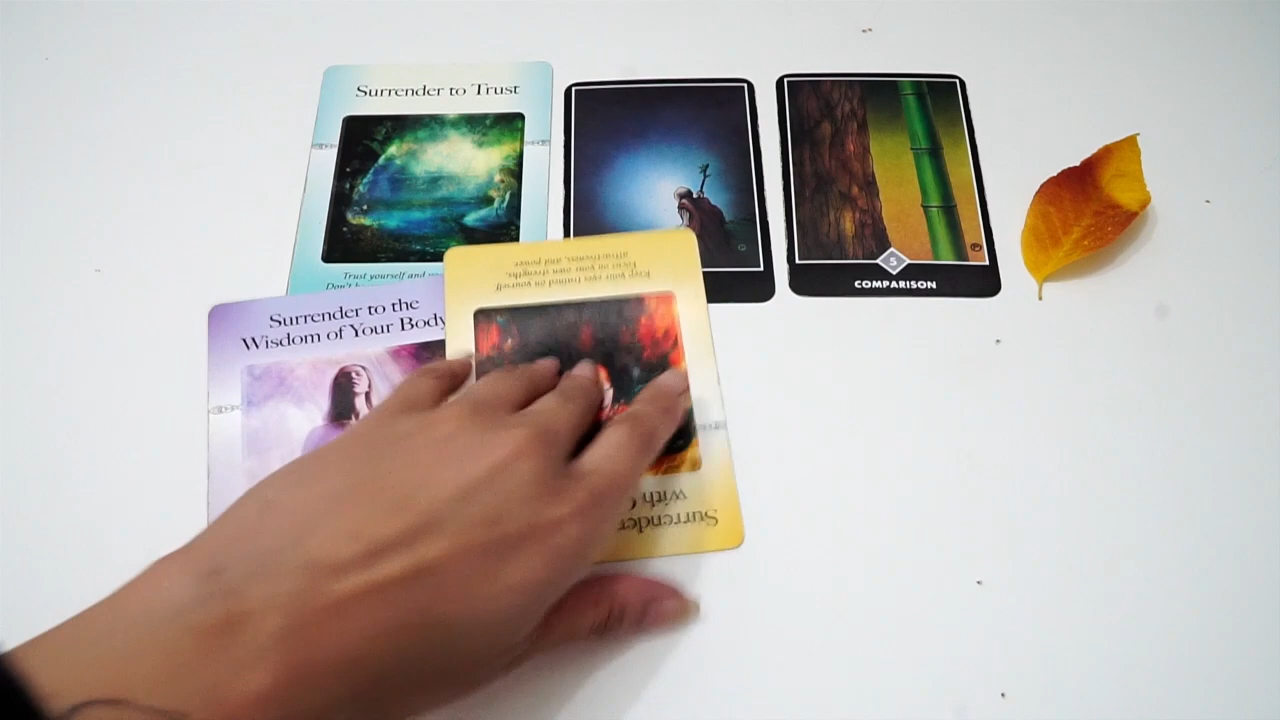 Surrender to Trust
Trust yourself and
5
COMPARISON
Surrender to the
Wisdom of Your Body
Surrender
With
Keep your eyes trained on yourself.
Focus on your own strengths,
attractiveness, and power.